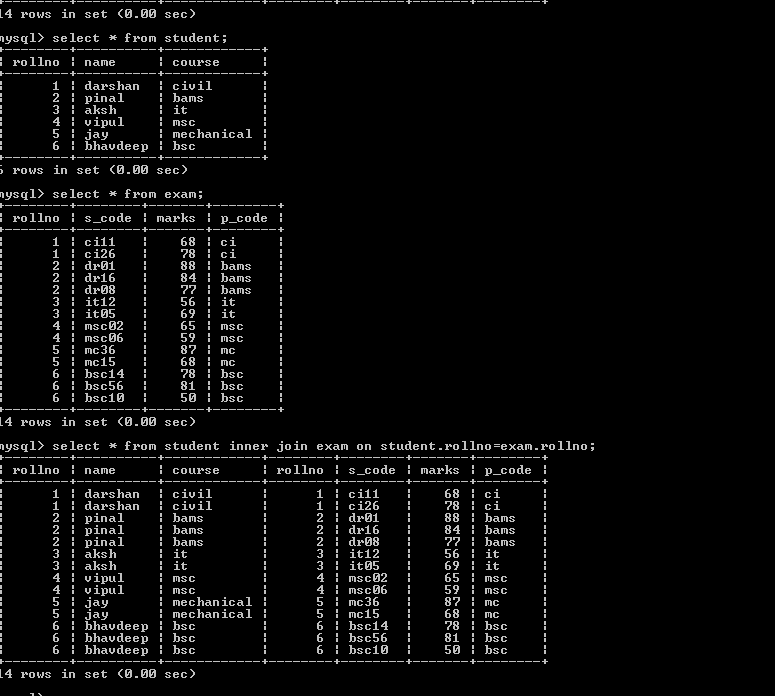 14 rows in set (0.00 sec)
mysql> select * from student;
rollno | name | course
1 | darshan | civil
2 | pinal | bams
3 | aksh | it
4 | vipul | msc
5 | jay | mechanical
6 | bhavdeep | bsc
6 rows in set (0.00 sec)
mysql> select * from exam;
rollno | s_code | marks | p_code
1 | ci11 | 68 | ci
1 | ci26 | 78 | ci
2 | dr01 | 88 | bams
2 | dr16 | 84 | bams
2 | dr08 | 77 | bams
3 | it12 | 56 | it
3 | it05 | 69 | it
4 | msc02 | 65 | msc
4 | msc06 | 59 | msc
5 | mc36 | 87 | mc
5 | mc15 | 68 | mc
6 | bsc14 | 78 | bsc
6 | bsc56 | 81 | bsc
6 | bsc10 | 50 | bsc
14 rows in set (0.00 sec)
mysql> select * from student inner join exam on student.rollno=exam.rollno;
rollno | name | course | rollno | s_code | marks | p_code
1 | darshan | civil | 1 | ci11 | 68 | ci
1 | darshan | civil | 1 | ci26 | 78 | ci
2 | pinal | bams | 2 | dr01 | 88 | bams
2 | pinal | bams | 2 | dr16 | 84 | bams
2 | pinal | bams | 2 | dr08 | 77 | bams
3 | aksh | it | 3 | it12 | 56 | it
3 | aksh | it | 3 | it05 | 69 | it
4 | vipul | msc | 4 | msc02 | 65 | msc
4 | vipul | msc | 4 | msc06 | 59 | msc
5 | jay | mechanical | 5 | mc36 | 87 | mc
5 | jay | mechanical | 5 | mc15 | 68 | mc
6 | bhavdeep | bsc | 6 | bsc14 | 78 | bsc
6 | bhavdeep | bsc | 6 | bsc56 | 81 | bsc
6 | bhavdeep | bsc | 6 | bsc10 | 50 | bsc
14 rows in set (0.00 sec)